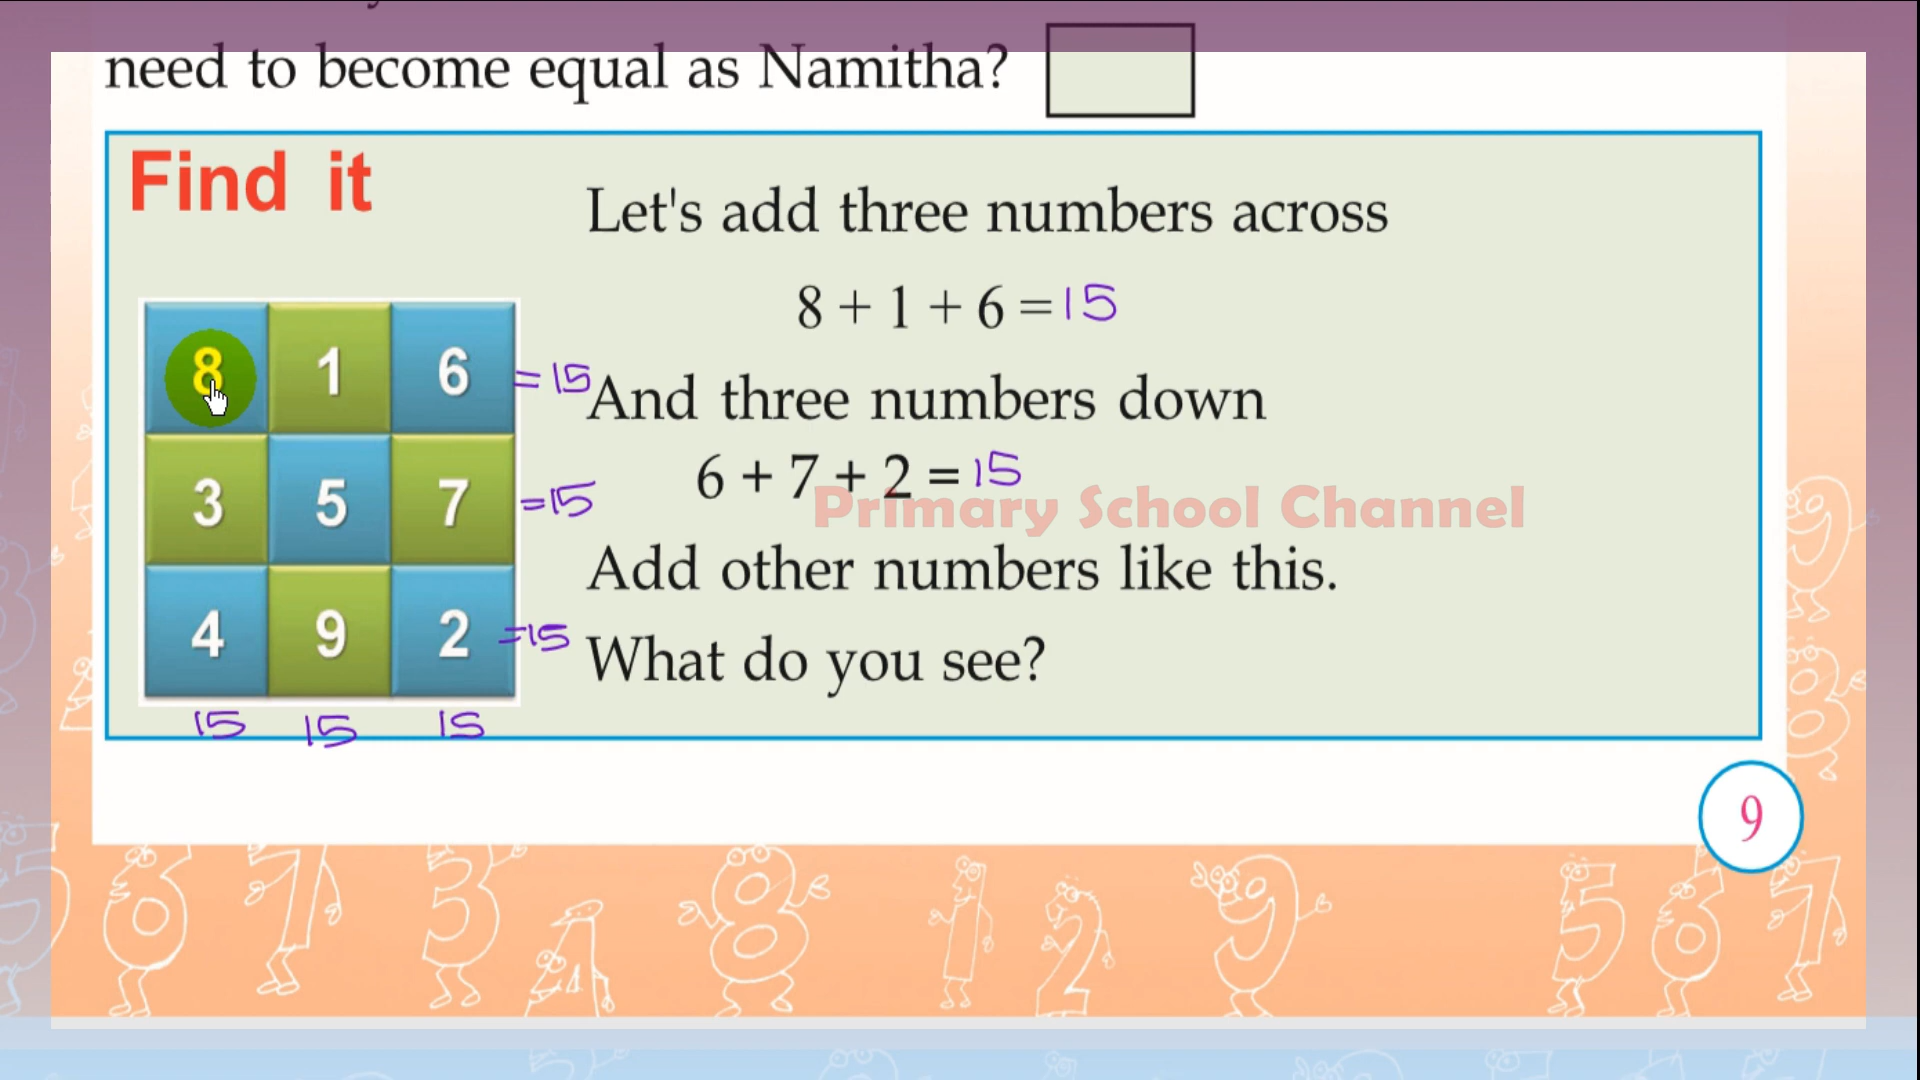 need to become equal as Namitha?
Find it
Let's add three numbers across
8 + 1 + 6 = 15
8 1 6 = 15
And three numbers down
6 + 7 + 2 = 15
3 5 7 = 15
Primary School Channel
Add other numbers like this.
4 9 2 = 15
What do you see?
15 15 15
9